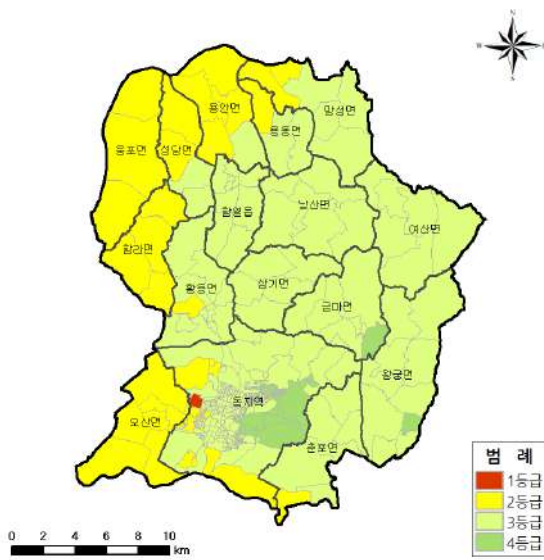 N
W
S
용안면
망성면
용동면
웅포면
성당면
함열읍
낭산면
여산면
함라면
황등면
삼기면
금마면
왕궁면
동지역
오산면
춘포면
범 례
1등급
2등급
3등급
4등급
0 2 4 6 8 10
km